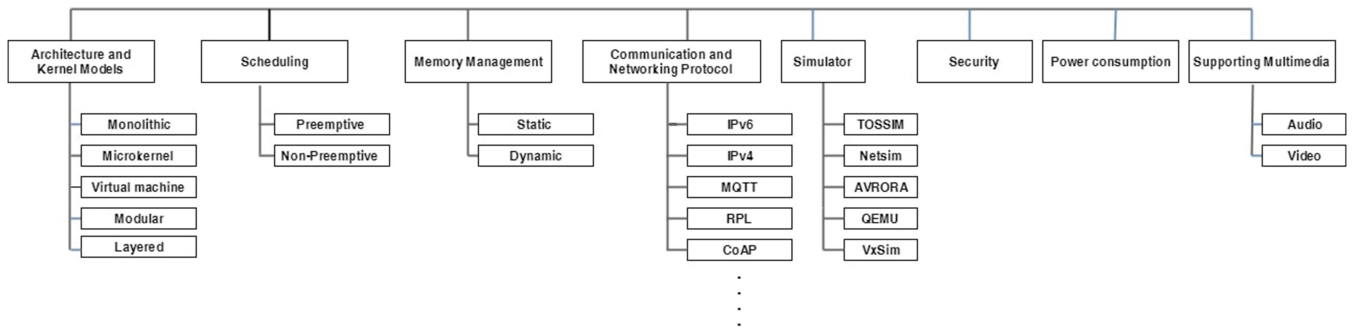 Architecture and
Kernel Models
Scheduling
Memory Management
Communication and
Networking Protocol
Simulator
Security
Power consumption
Supporting Multimedia
Monolithic
Microkernel
Virtual machine
Modular
Layered
Preemptive
Non-Preemptive
Static
Dynamic
IPv6
IPv4
MQTT
RPL
CoAP
TOSSIM
Netsim
AVRORA
QEMU
VxSim
Audio
Video